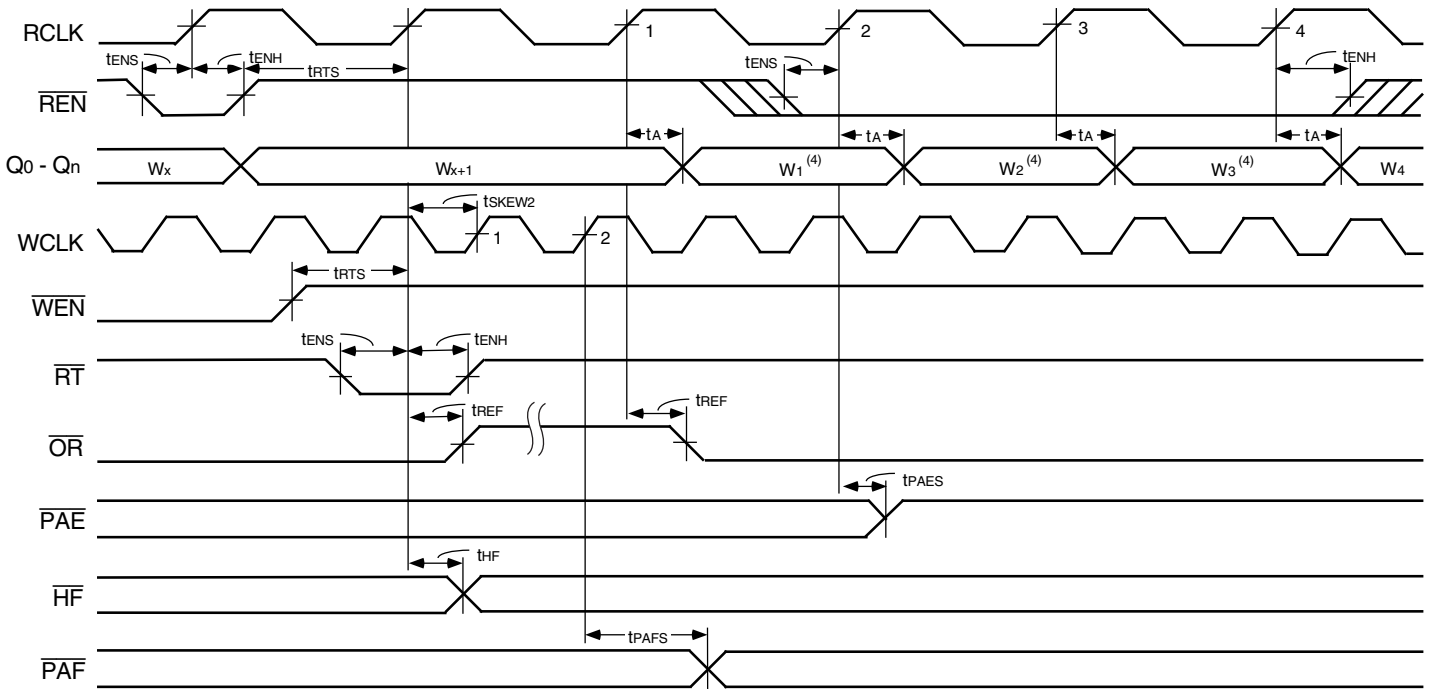 RCLK 1 2 3 4
tENS tENH tRTS tENS tENH
REN
tA tA tA tA
Q0 - Qn Wx Wx+1 W1(4) W2(4) W3(4) W4
tSKEW2
WCLK 1 2
tRTS
WEN
tENS tENH
RT
tREF tREF
OR
tPAES
PAE
tHF
HF
tPAFS
PAF